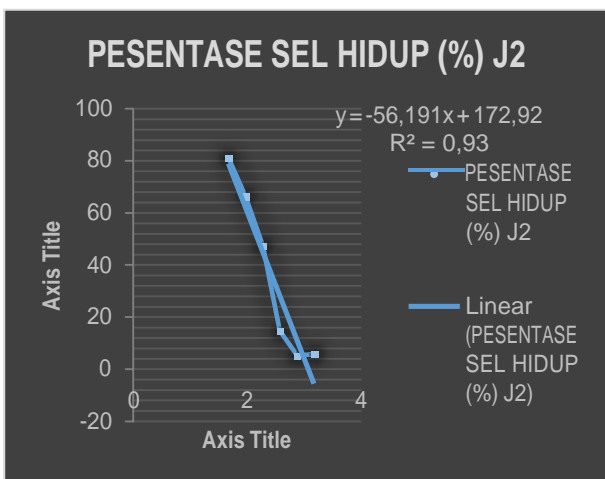 PESENTASE SEL HIDUP (%) J2
y = -56,191x + 172,92
R² = 0,93
100
80
60
40
20
0
-20
0 2 4
Axis Title
Axis Title
PESENTASE
SEL HIDUP
(%) J2
Linear
(PESENTASE
SEL HIDUP
(%) J2)